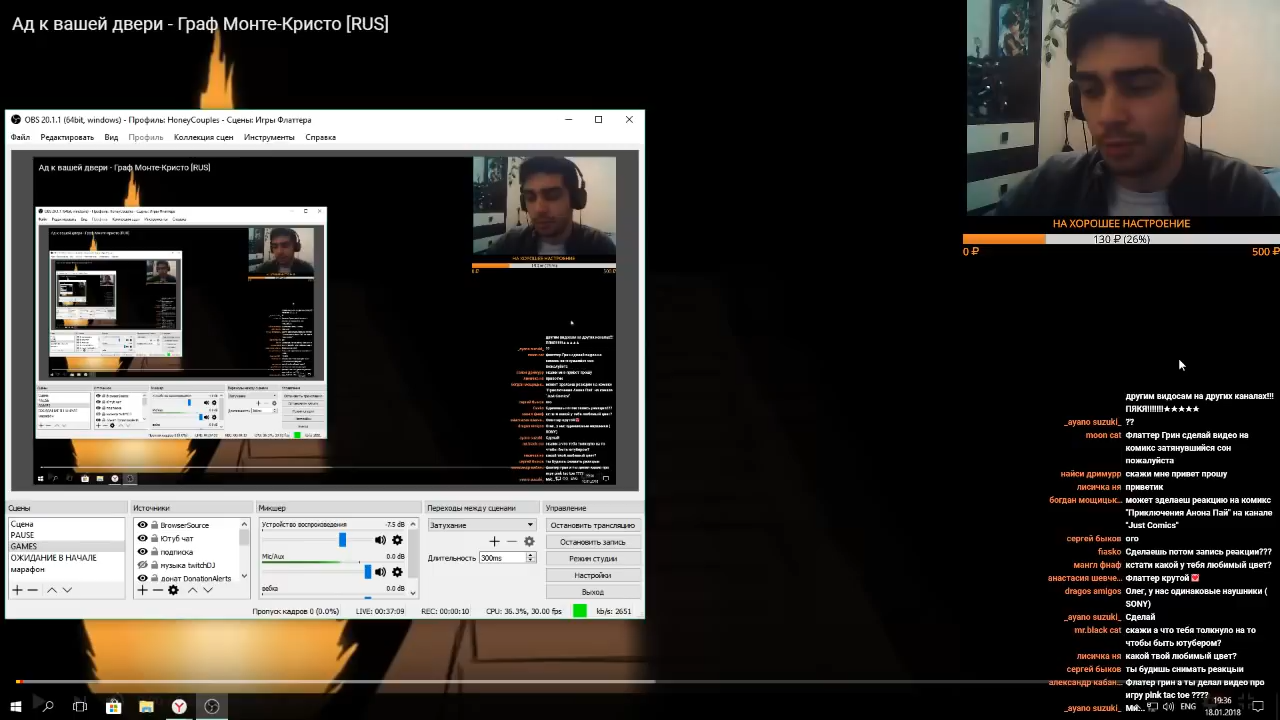 Ад к вашей двери - Граф Монте-Кристо [RUS]
OBS 20.1.1 (64bit, windows) - Профиль: HoneyCouples - Сцены: Игры Флаттера
Файл Редактировать Вид Профиль Коллекция сцен Инструменты Справка
Ад к вашей двери - Граф Монте-Кристо [RUS]
НА ХОРОШЕЕ НАСТРОЕНИЕ
130 ₽ (26%)
0 ₽ 500 ₽
другим видосам на других каналах!!!
ПЛЮЯ!!!!!!!!★★★★★
_ayano suzuki_ ??
moon cat Флаттер Грин сделай видео на
комикс затянувшийся сон
пожалуйста
найси дримурр скажи мне привет прошу
лисичка ня приветик
богдан мощицьк... может зделаеш реакцию на комикс
"Приключения Анона Пай" на канале
"Just Comics"
сергей быков ого
fiasko Сделаешь потом запись реакции???
мангл фнаф кстати какой у тебя любимый цвет?
анастасия шевче... Флаттер крутой💓
dragos amigos Олег, у нас одинаковые наушники (
SONY)
_ayano suzuki_ Сделай
mr.black cat скажи а что тебя толкнуло на то
чтобы быть ютубером?
лисичка ня какой твой любимый цвет?
сергей быков ты будишь снимать реакцыи
александр кабан... Флатер грин а ты делал видео про
игру pink tac toe ????
_ayano suzuki_
Сцены
Сцена
PAUSE
GAMES
ОЖИДАНИЕ В НАЧАЛЕ
марафон
Источники
BrowserSource
Ютуб чат
подписка
музыка twitchDJ
донат DonationAlerts
Микшер
Устройство воспроизведения -7.5 dB
Mic/Aux 0.0 dB
вебка 0.0 dB
Переходы между сценами
Затухание
Длительность 300ms
Управление
Остановить трансляцию
Остановить запись
Режим студии
Настройки
Выход
Пропуск кадров 0 (0.0%) LIVE: 00:37:09 REC: 00:00:10 CPU: 36.3%, 30.00 fps kb/s: 2651
ENG
19:36
18.01.2018